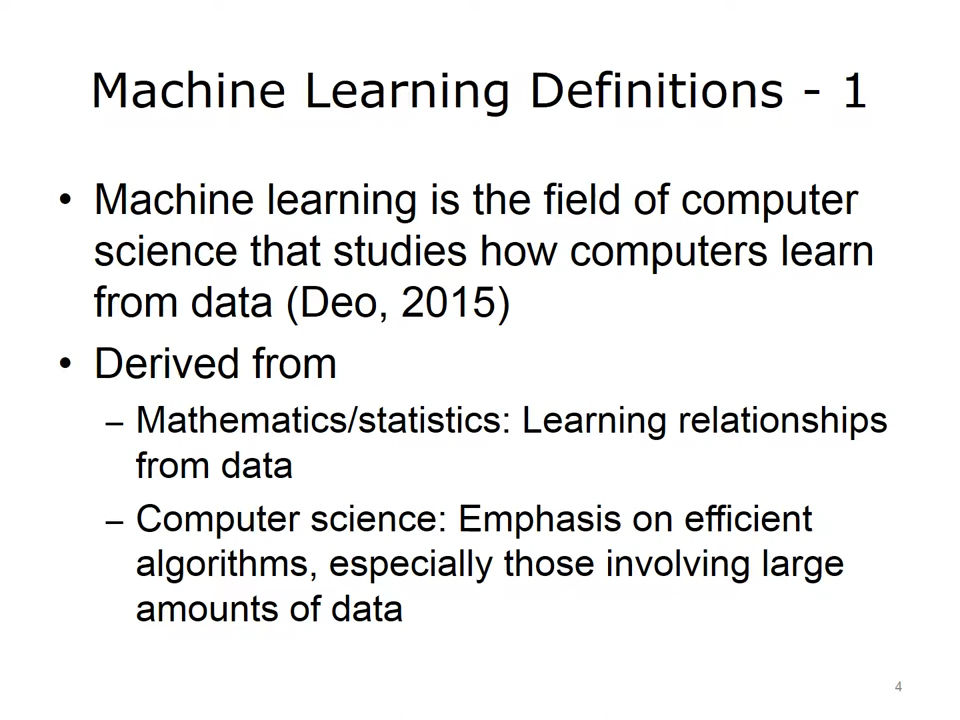 Machine Learning Definitions - 1
• Machine learning is the field of computer
science that studies how computers learn
from data (Deo, 2015)
• Derived from
– Mathematics/statistics: Learning relationships
from data
– Computer science: Emphasis on efficient
algorithms, especially those involving large
amounts of data
4